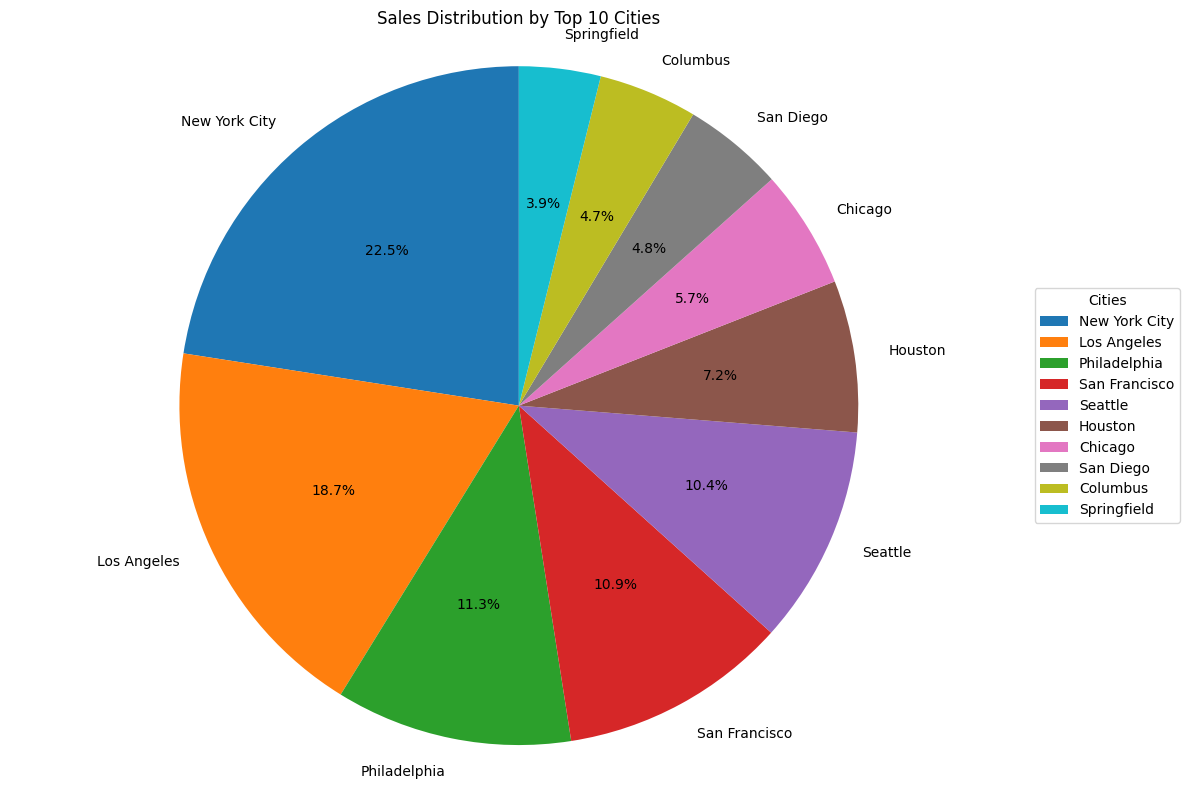 Sales Distribution by Top 10 Cities
Springfield
Columbus
San Diego
New York City
Chicago
3.9%
4.7%
4.8%
22.5%
5.7%
Houston
7.2%
18.7%
10.4%
Los Angeles
Seattle
11.3%
10.9%
San Francisco
Philadelphia
Cities
New York City
Los Angeles
Philadelphia
San Francisco
Seattle
Houston
Chicago
San Diego
Columbus
Springfield